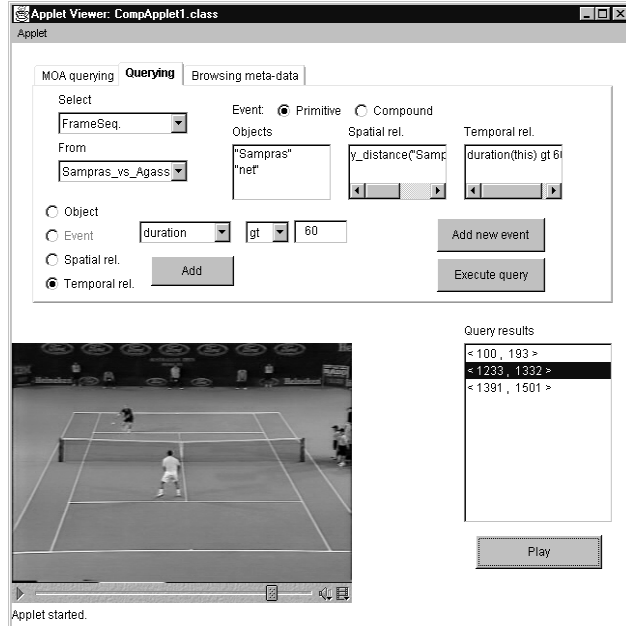 Applet Viewer: CompApplet1.class
Applet
MOA querying Querying Browsing meta-data
Select
FrameSeq.
From
Sampras_vs_Agass
Event: Primitive Compound
Objects Spatial rel. Temporal rel.
"Sampras"
"net"
y_distance("Samp
duration(this) gt 60
Object
Event
Spatial rel.
Temporal rel.
duration gt 60
Add
Add new event
Execute query
Query results
< 100 , 193 >
< 1233 , 1332 >
< 1391 , 1501 >
Heineken
Play
Applet started.